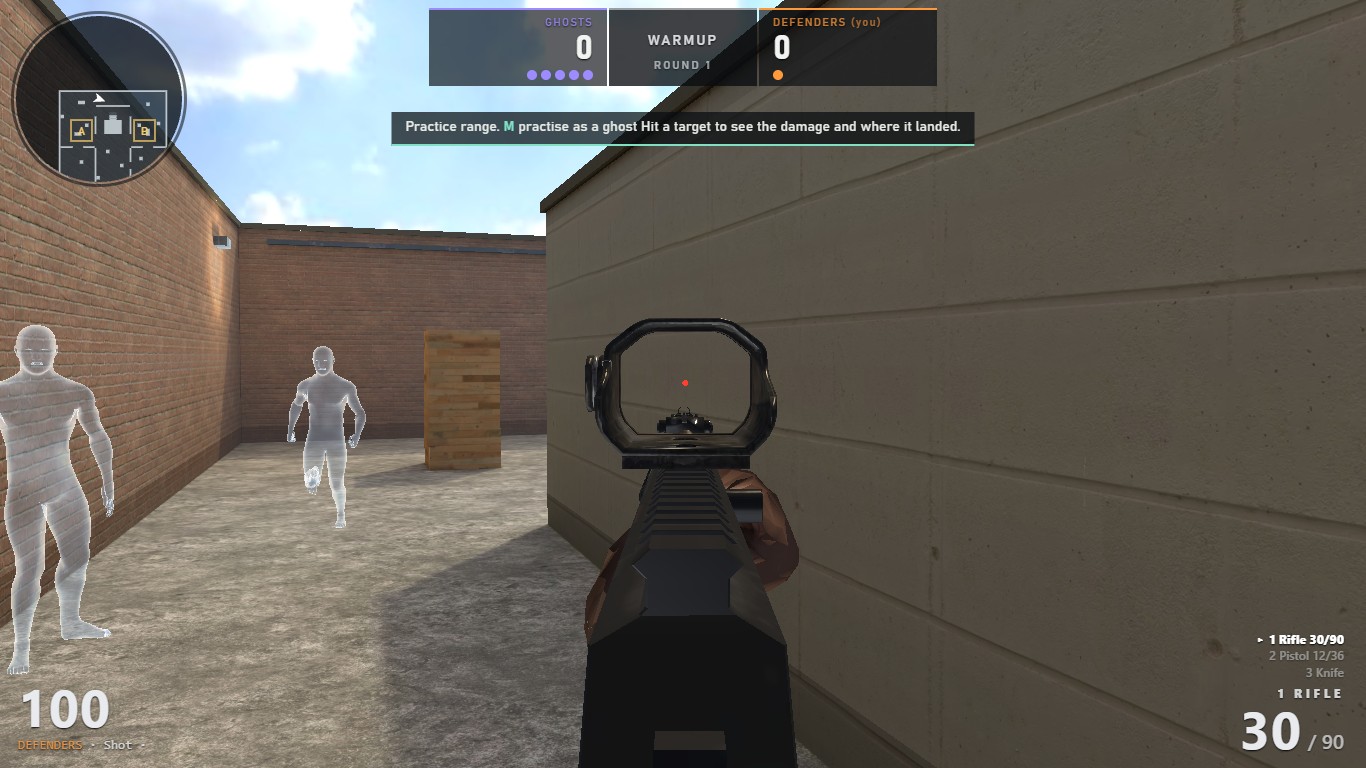 GHOSTS
0
WARMUP
ROUND 1
DEFENDERS (you)
0
Practice range. M practise as a ghost Hit a target to see the damage and where it landed.
A
B
▸ 1 Rifle 30/90
2 Pistol 12/36
3 Knife
1 RIFLE
30 / 90
100
DEFENDERS · Shot ·